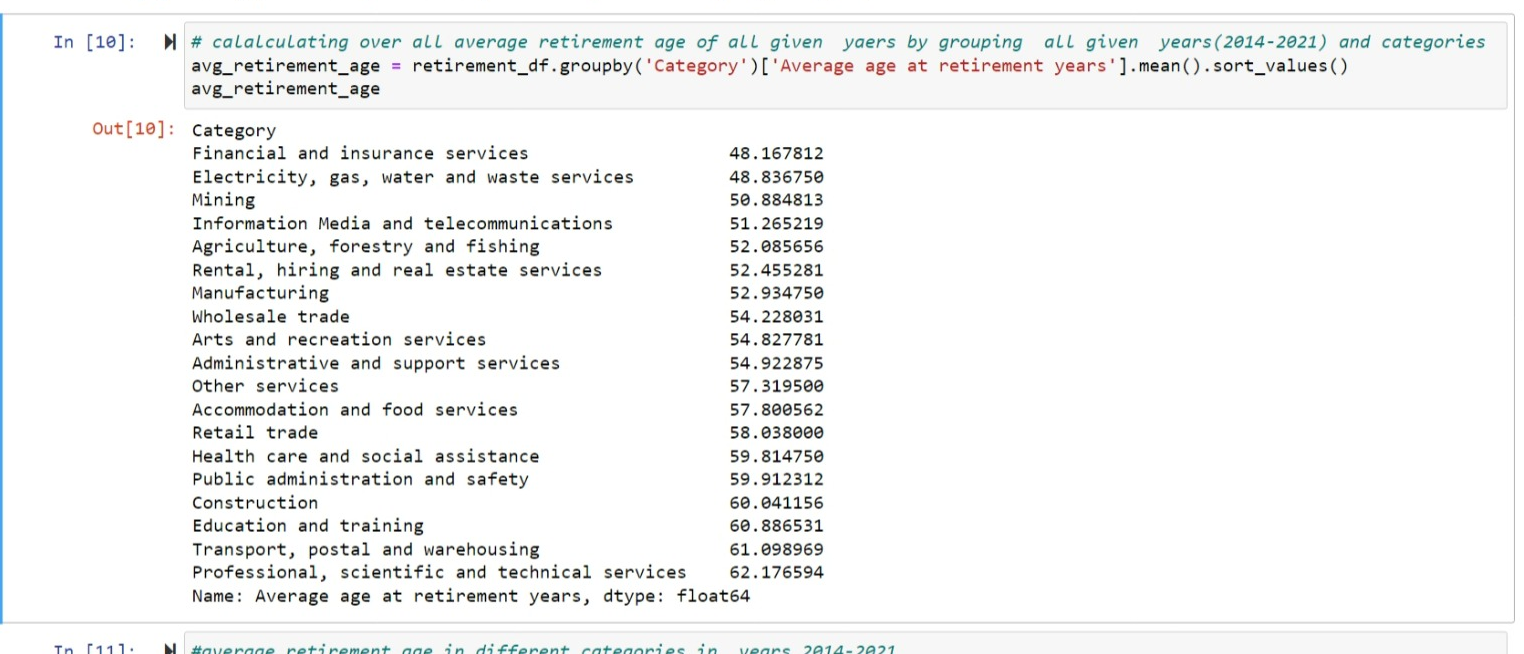 In [10]: # calalculating over all average retirement age of all given  yaers by grouping  all given  years(2014-2021) and categories
avg_retirement_age = retirement_df.groupby('Category')['Average age at retirement years'].mean().sort_values()
avg_retirement_age
Out[10]: Category
Financial and insurance services 48.167812
Electricity, gas, water and waste services 48.836750
Mining 50.884813
Information Media and telecommunications 51.265219
Agriculture, forestry and fishing 52.085656
Rental, hiring and real estate services 52.455281
Manufacturing 52.934750
Wholesale trade 54.228031
Arts and recreation services 54.827781
Administrative and support services 54.922875
Other services 57.319500
Accommodation and food services 57.800562
Retail trade 58.038000
Health care and social assistance 59.814750
Public administration and safety 59.912312
Construction 60.041156
Education and training 60.886531
Transport, postal and warehousing 61.098969
Professional, scientific and technical services 62.176594
Name: Average age at retirement years, dtype: float64
In [11]: #average retirement age in different categories in  years 2014-2021